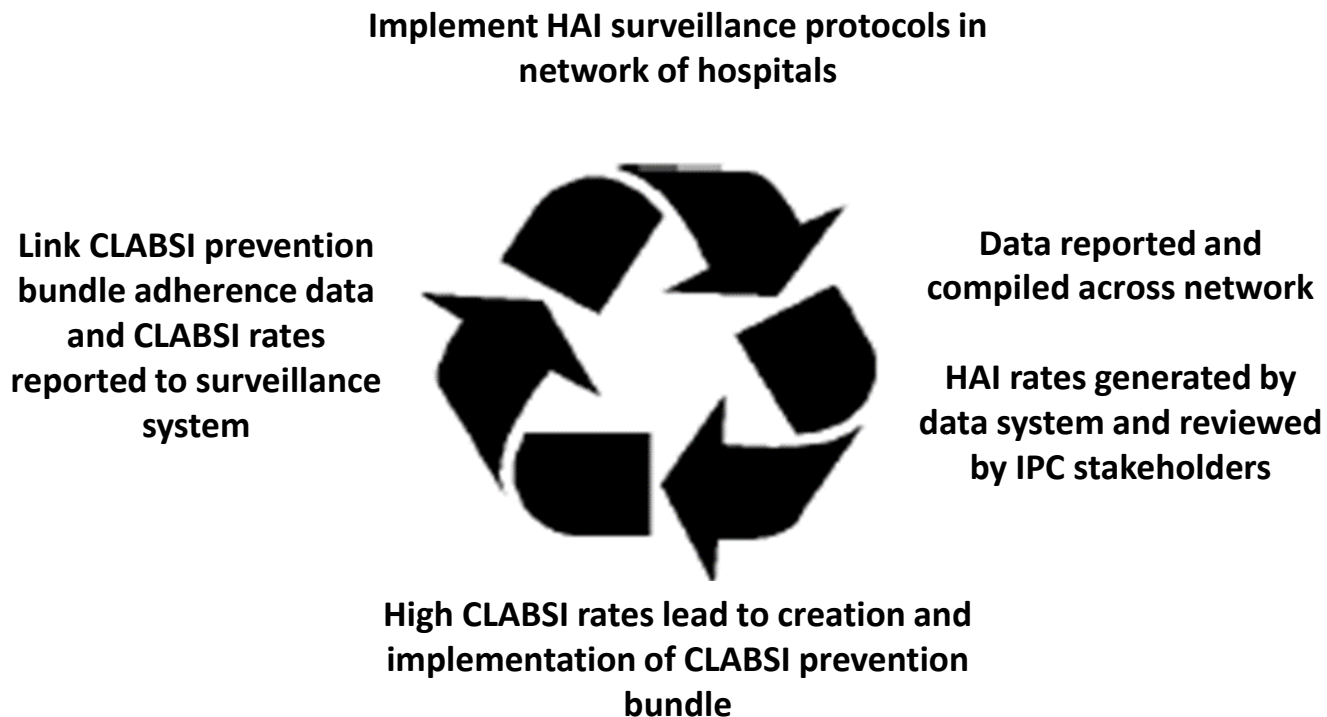 Implement HAI surveillance protocols in
network of hospitals
Data reported and
compiled across network
HAI rates generated by
data system and reviewed
by IPC stakeholders
High CLABSI rates lead to creation and
implementation of CLABSI prevention
bundle
Link CLABSI prevention
bundle adherence data
and CLABSI rates
reported to surveillance
system